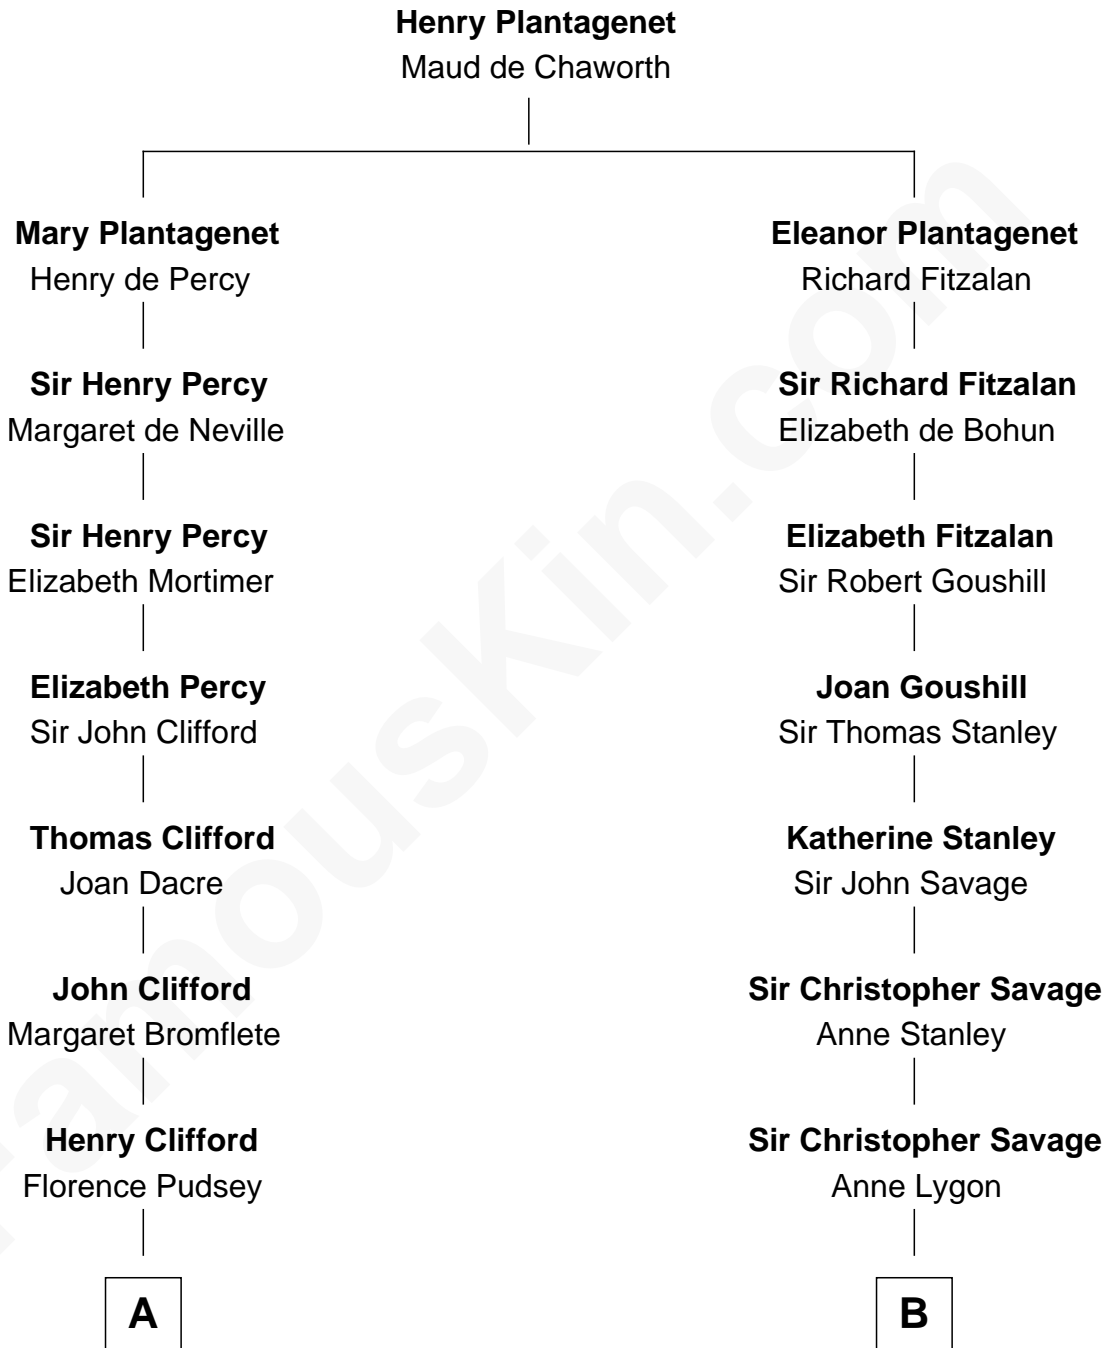 Henry Plantagenet
Maud de Chaworth
Mary Plantagenet
Henry de Percy
Eleanor Plantagenet
Richard Fitzalan
Sir Henry Percy
Margaret de Neville
Sir Richard Fitzalan
Elizabeth de Bohun
Sir Henry Percy
Elizabeth Mortimer
Elizabeth Fitzalan
Sir Robert Goushill
Elizabeth Percy
Sir John Clifford
Joan Goushill
Sir Thomas Stanley
Thomas Clifford
Joan Dacre
Katherine Stanley
Sir John Savage
John Clifford
Margaret Bromflete
Sir Christopher Savage
Anne Stanley
Henry Clifford
Florence Pudsey
Sir Christopher Savage
Anne Lygon
A
B
FamousKin.com